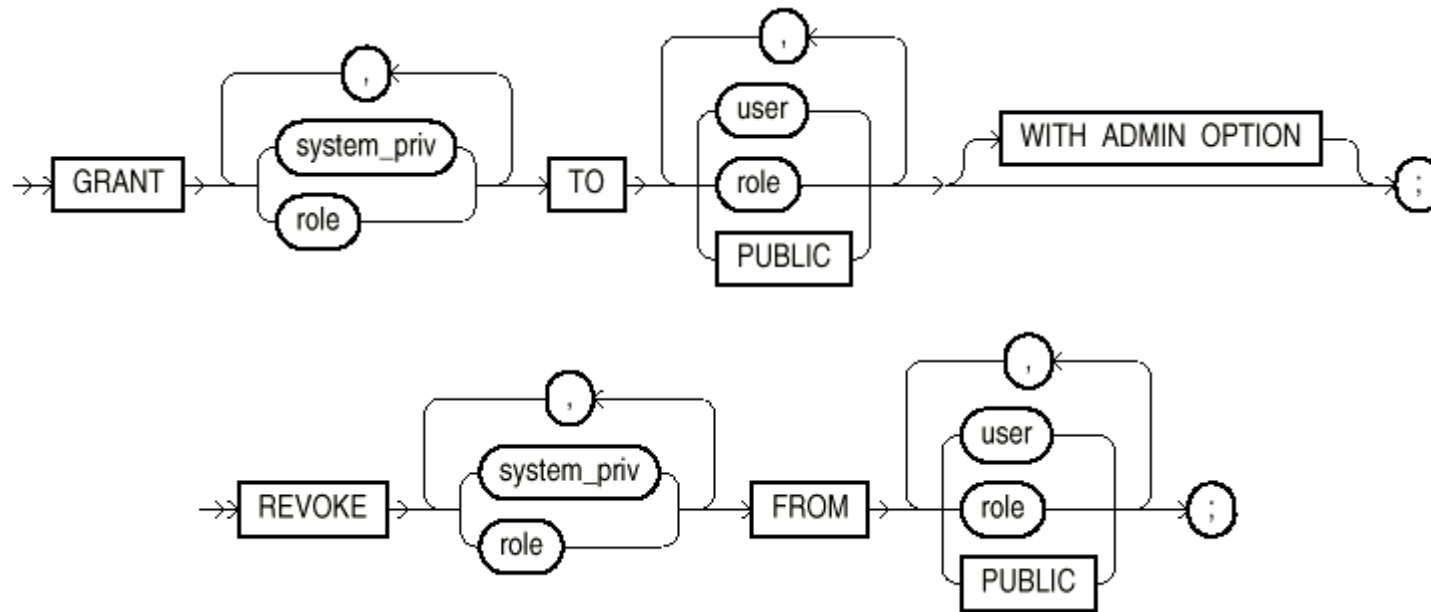 , ,
system_priv user WITH ADMIN OPTION
GRANT TO role ;
role PUBLIC
, ,
system_priv user
REVOKE FROM role ;
role PUBLIC